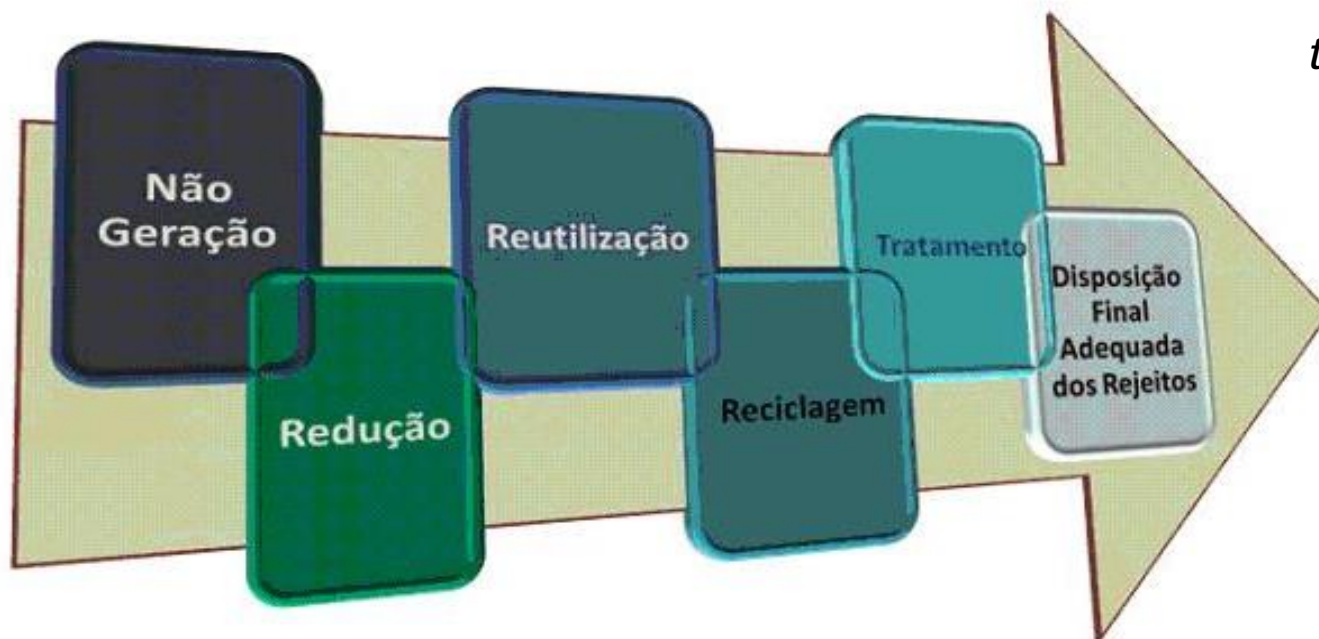 Não
Geração
Redução
Reutilização
Reciclagem
Tratamento
Disposição
Final
Adequada
dos Rejeitos
t